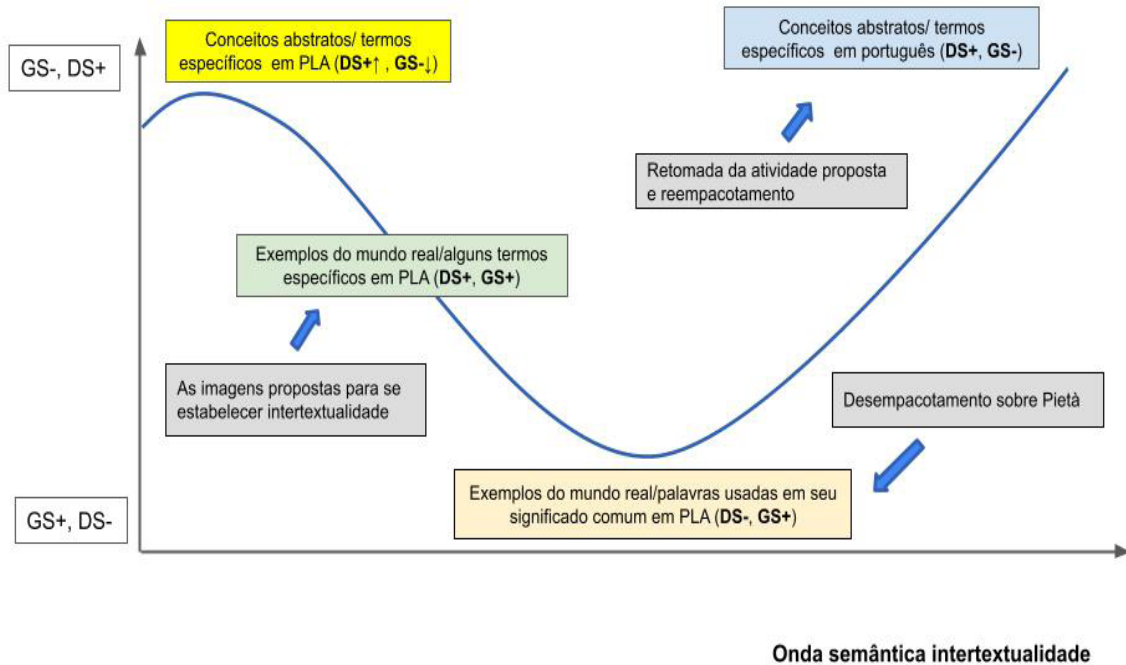 Conceitos abstratos/ termos
específicos em PLA (DS+↑ , GS-↓)
Conceitos abstratos/ termos
específicos em português (DS+, GS-)
GS-, DS+
Retomada da atividade proposta
e reempacotamento
Exemplos do mundo real/alguns termos
específicos em PLA (DS+, GS+)
As imagens propostas para se
estabelecer intertextualidade
Desempacotamento sobre Pietà
Exemplos do mundo real/palavras usadas em seu
significado comum em PLA (DS-, GS+)
GS+, DS-
Onda semântica intertextualidade